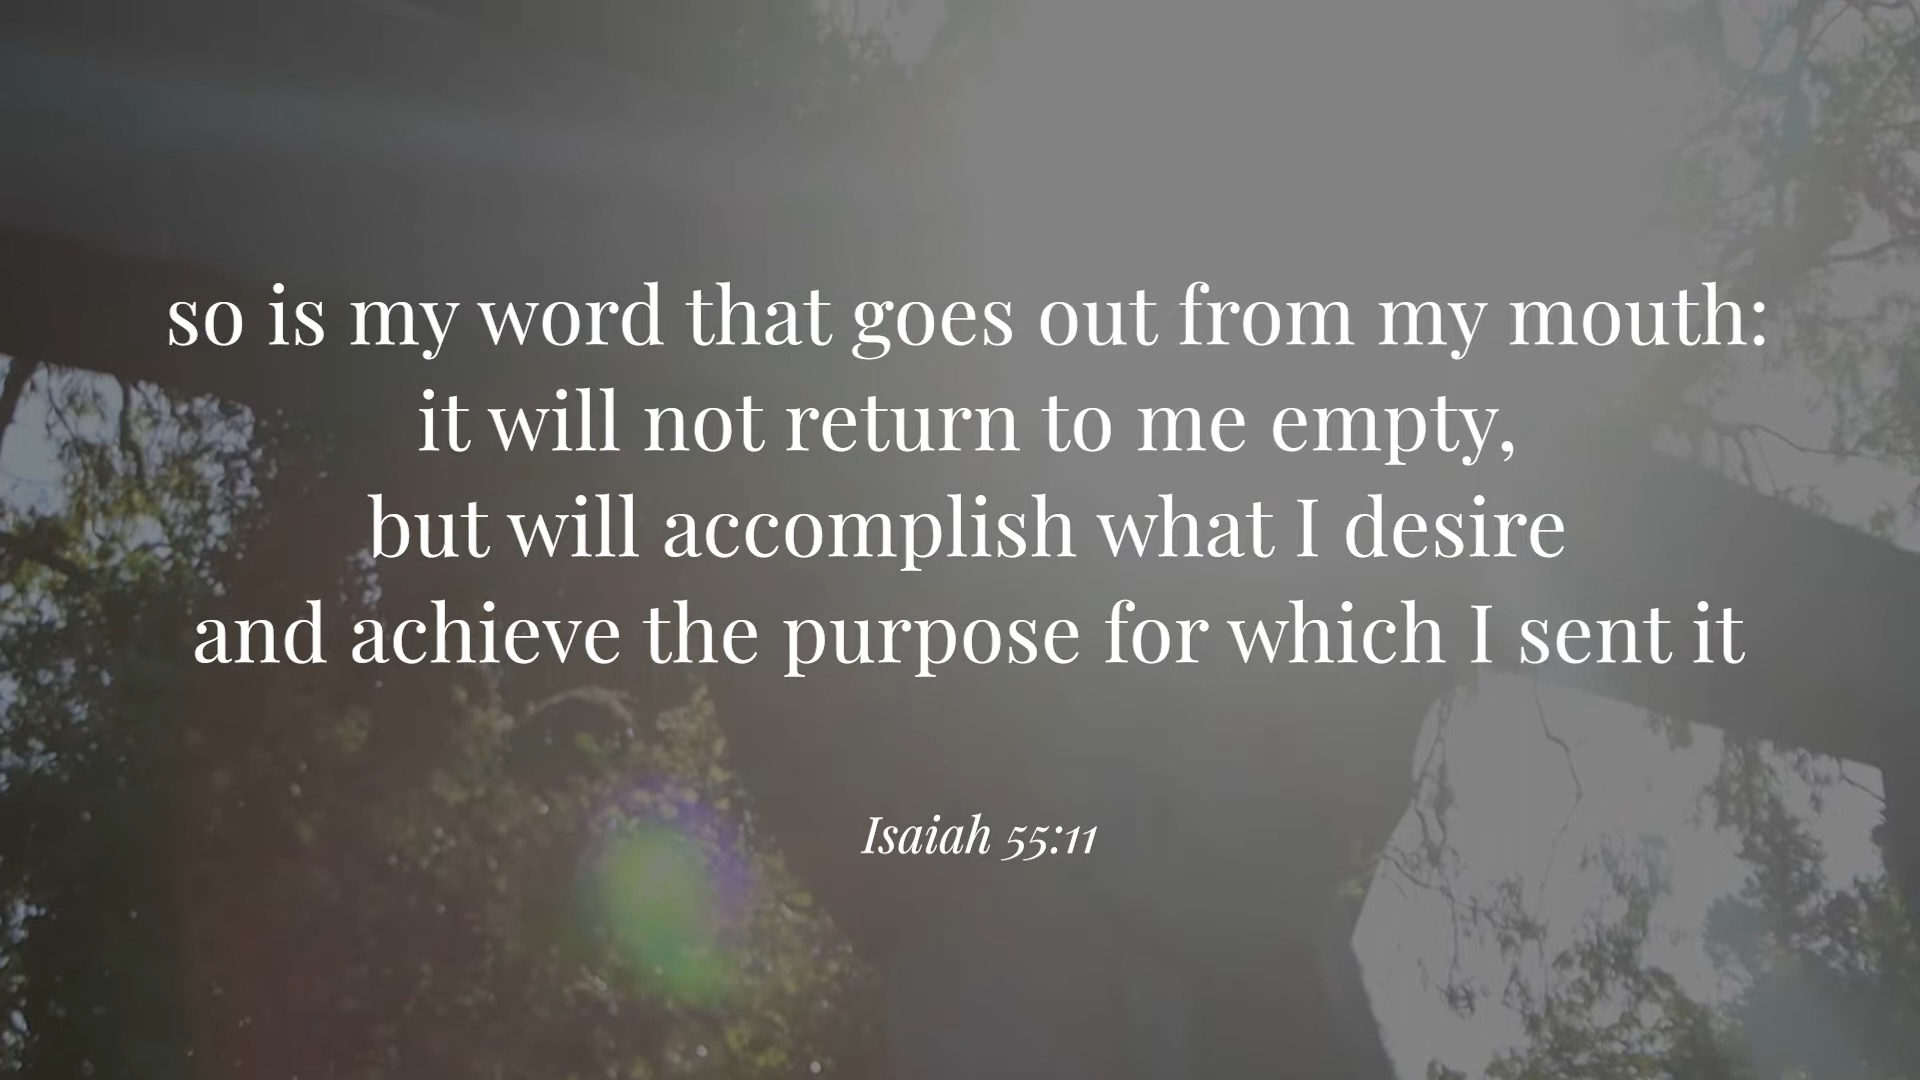 so is my word that goes out from my mouth:
it will not return to me empty,
but will accomplish what I desire
and achieve the purpose for which I sent it
Isaiah 55:11